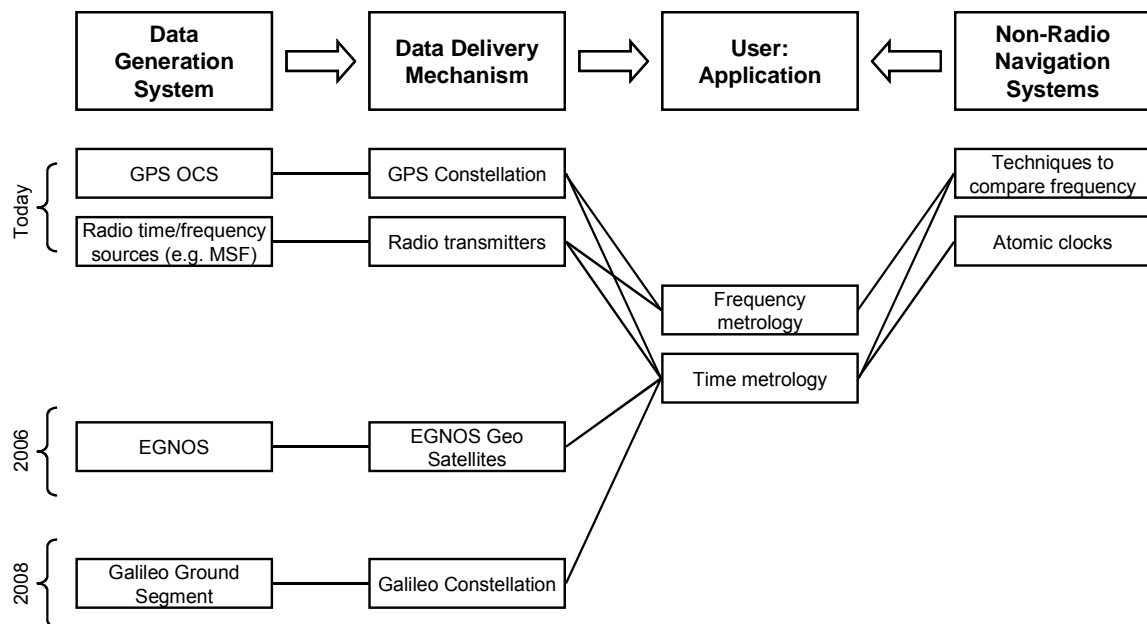 Data
Generation
System
Data Delivery
Mechanism
User:
Application
Non-Radio
Navigation
Systems
Today
GPS OCS
GPS Constellation
Techniques to
compare frequency
Radio time/frequency
sources (e.g. MSF)
Radio transmitters
Atomic clocks
Frequency
metrology
Time metrology
2006
EGNOS
EGNOS Geo
Satellites
2008
Galileo Ground
Segment
Galileo Constellation